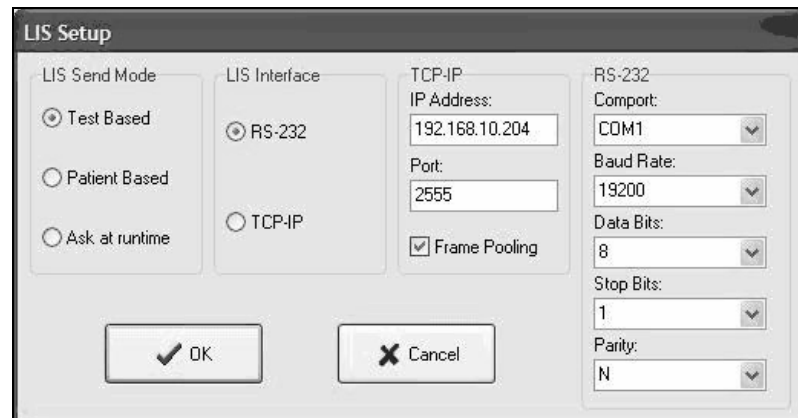 LIS Setup
LIS Send Mode
Test Based
Patient Based
Ask at runtime
LIS Interface
RS-232
TCP-IP
TCP-IP
IP Address:
192.168.10.204
Port:
2555
Frame Pooling
RS-232
Comport:
COM1
Baud Rate:
19200
Data Bits:
8
Stop Bits:
1
Parity:
N
OK
Cancel